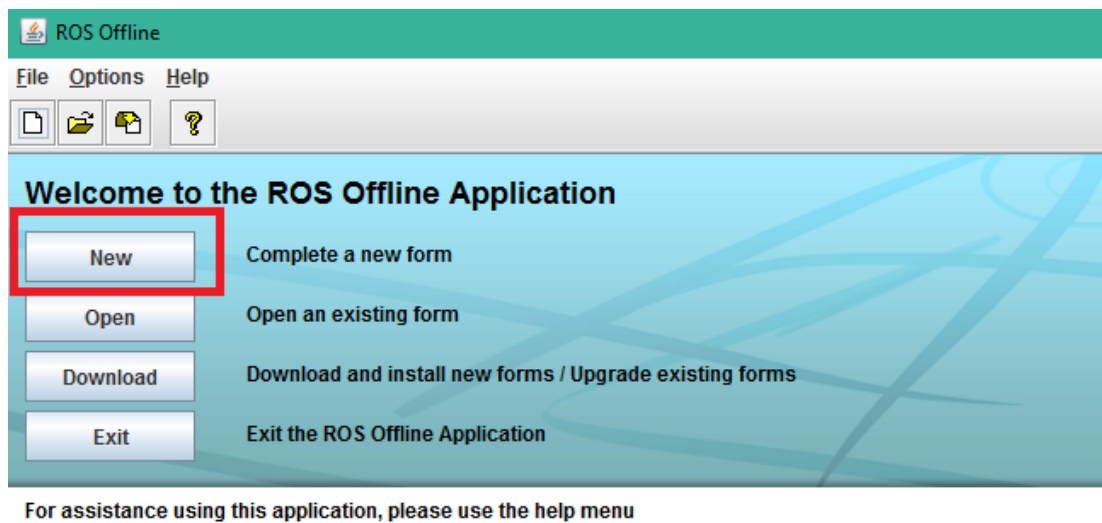 ROS Offline
File Options Help
Welcome to the ROS Offline Application
New Complete a new form
Open Open an existing form
Download Download and install new forms / Upgrade existing forms
Exit Exit the ROS Offline Application
For assistance using this application, please use the help menu